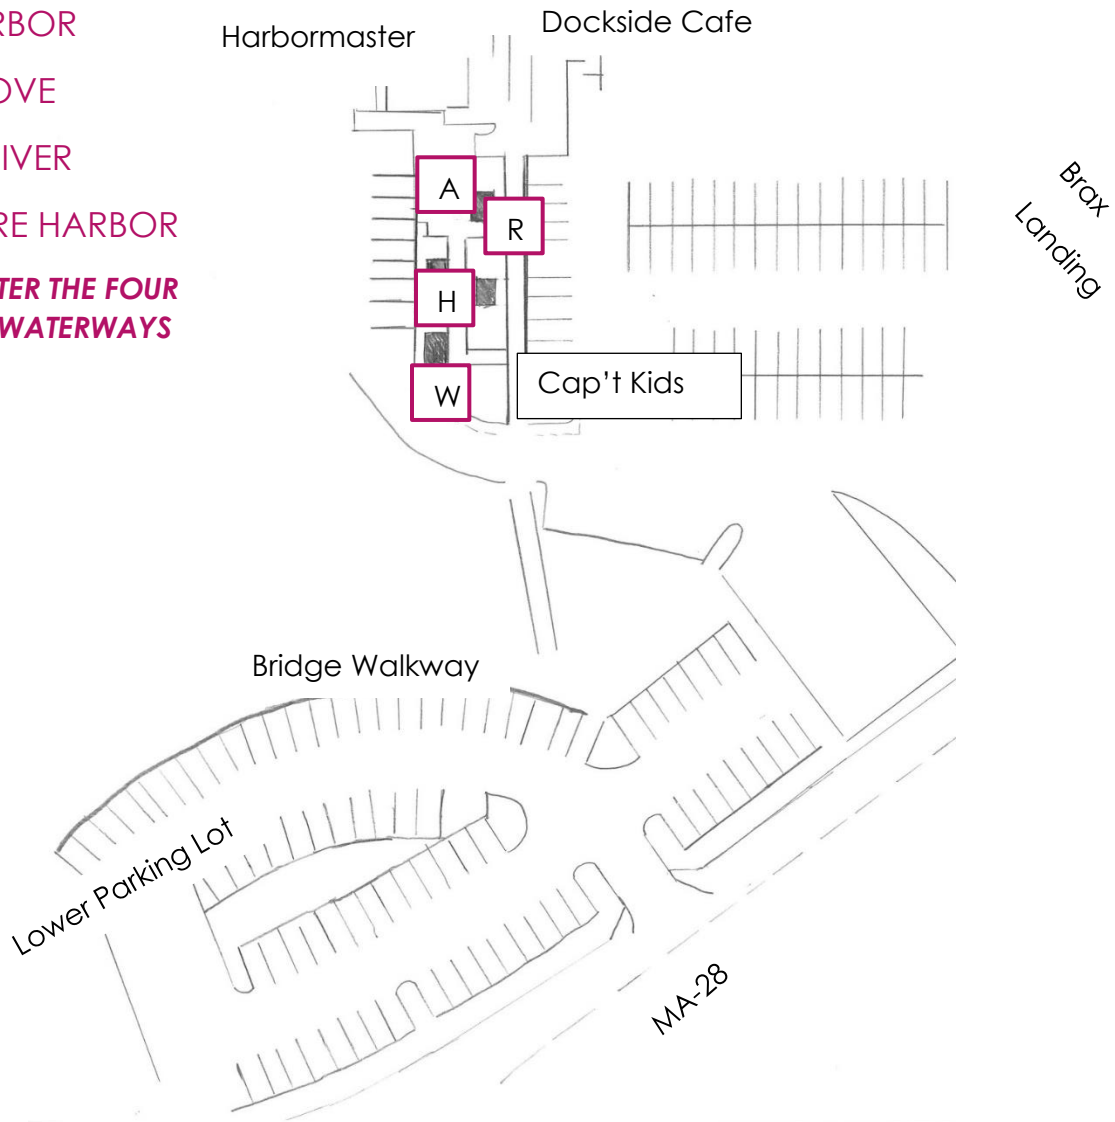 RBOR
OVE
IVER
RE HARBOR
TER THE FOUR
WATERWAYS
Harbormaster
Dockside Cafe
A
R
H
W
Cap't Kids
Brax
Landing
Bridge Walkway
Lower Parking Lot
MA-28